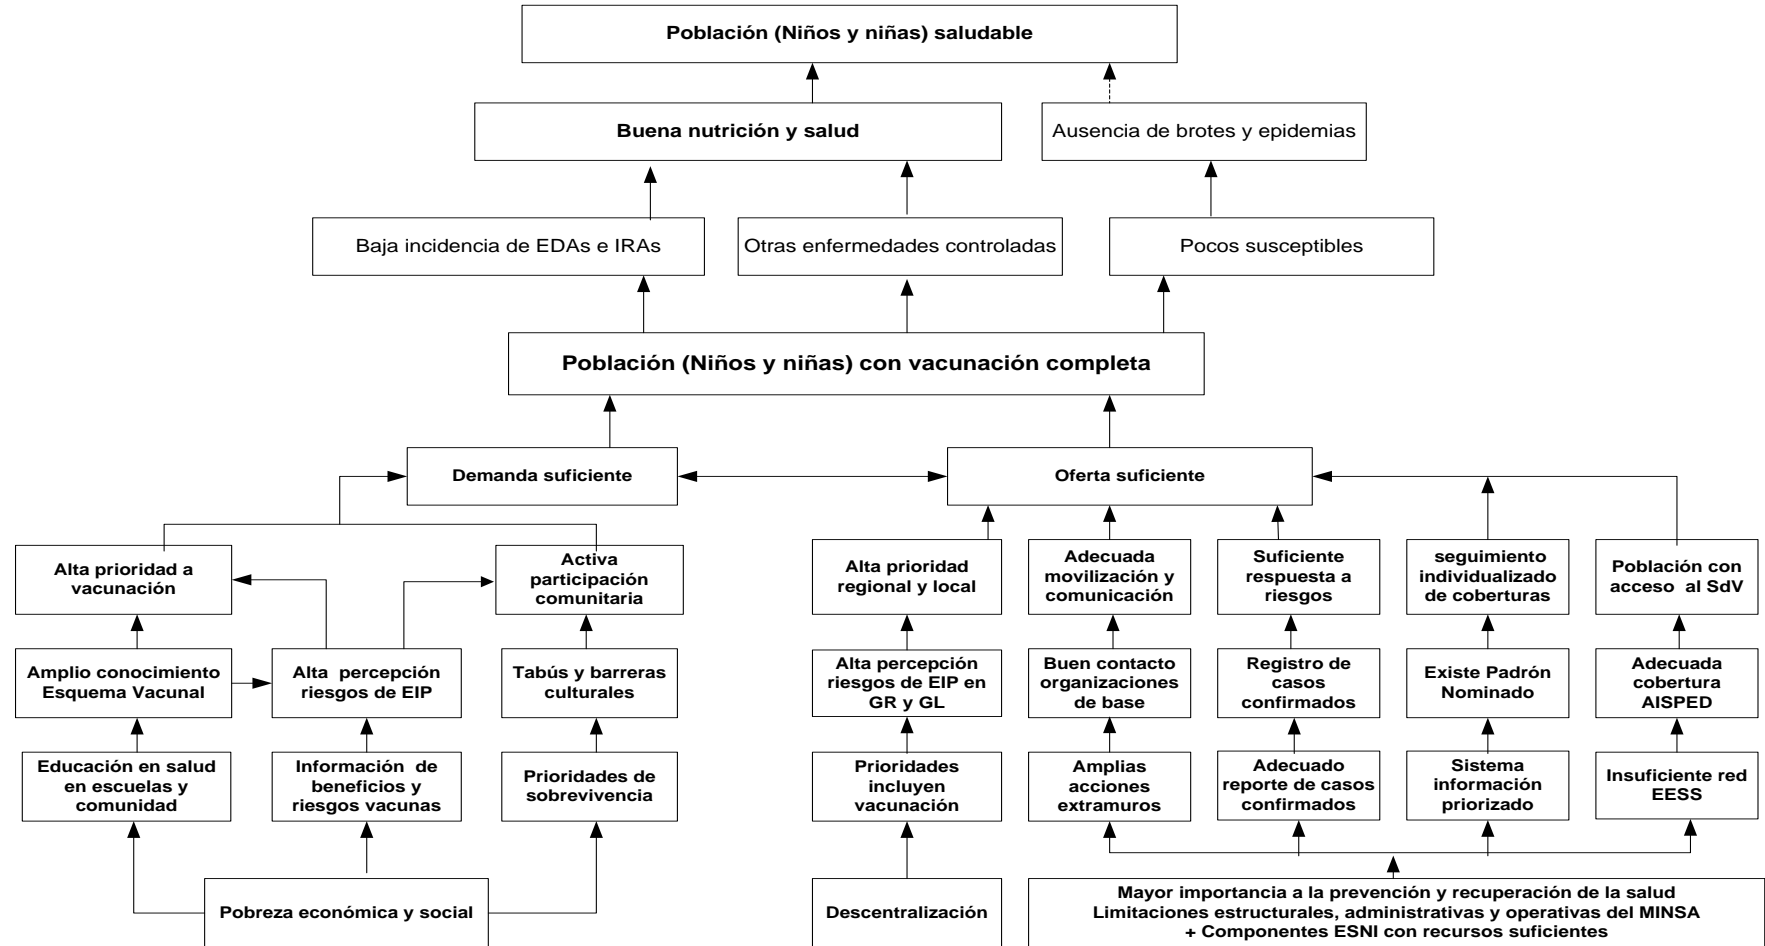 Población (Niños y niñas) saludable
Buena nutrición y salud
Ausencia de brotes y epidemias
Baja incidencia de EDAs e IRAs
Otras enfermedades controladas
Pocos susceptibles
Población (Niños y niñas) con vacunación completa
Demanda suficiente
Oferta suficiente
Alta prioridad a
vacunación
Activa
participación
comunitaria
Alta prioridad
regional y local
Adecuada
movilización y
comunicación
Suficiente
respuesta a
riesgos
seguimiento
individualizado
de coberturas
Población con
acceso al SdV
Amplio conocimiento
Esquema Vacunal
Alta percepción
riesgos de EIP
Tabús y barreras
culturales
Alta percepción
riesgos de EIP en
GR y GL
Buen contacto
organizaciones
de base
Registro de
casos
confirmados
Existe Padrón
Nominado
Adecuada
cobertura
AISPED
Educación en salud
en escuelas y
comunidad
Información de
beneficios y
riesgos vacunas
Prioridades de
sobrevivencia
Prioridades
incluyen
vacunación
Amplias
acciones
extramuros
Adecuado
reporte de casos
confirmados
Sistema
información
priorizado
Insuficiente red
EESS
Pobreza económica y social
Descentralización
Mayor importancia a la prevención y recuperación de la salud
Limitaciones estructurales, administrativas y operativas del MINSA
+ Componentes ESNI con recursos suficientes